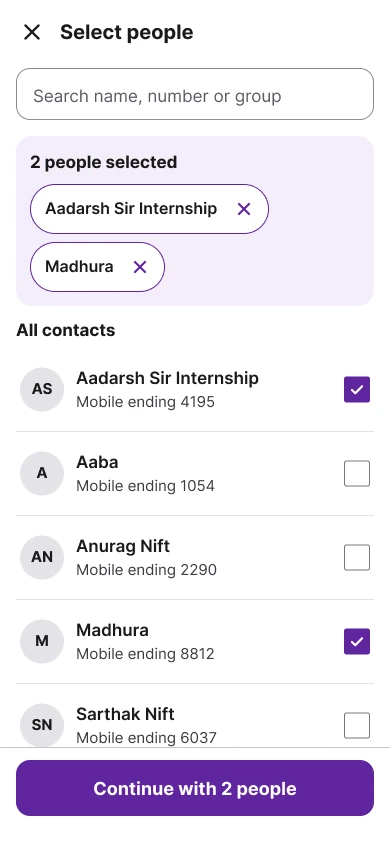 Select people
Search name, number or group
2 people selected
Aadarsh Sir Internship
Madhura
All contacts
AS
Aadarsh Sir Internship
Mobile ending 4195
A
Aaba
Mobile ending 1054
AN
Anurag Nift
Mobile ending 2290
M
Madhura
Mobile ending 8812
SN
Sarthak Nift
Mobile ending 6037
Continue with 2 people